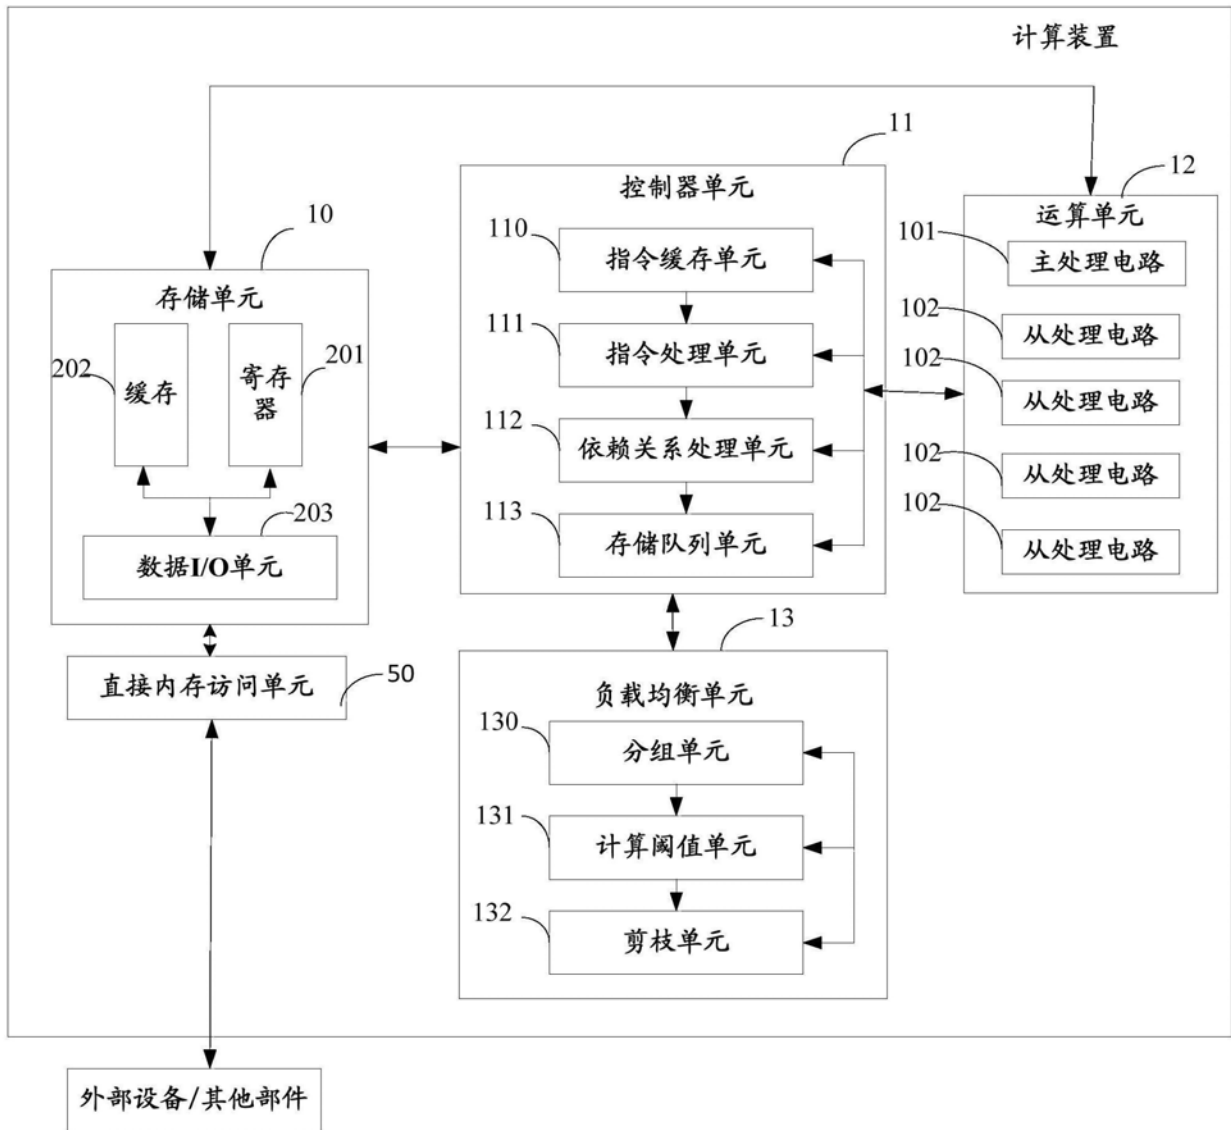 计算装置
11
控制器单元
110
指令缓存单元
111
指令处理单元
112
依赖关系处理单元
113
存储队列单元
12
运算单元
101
主处理电路
102
从处理电路
102
从处理电路
102
从处理电路
102
从处理电路
10
存储单元
202
缓存
201
寄存
器
203
数据I/O单元
50
直接内存访问单元
13
负载均衡单元
130
分组单元
131
计算阈值单元
132
剪枝单元
外部设备/其他部件